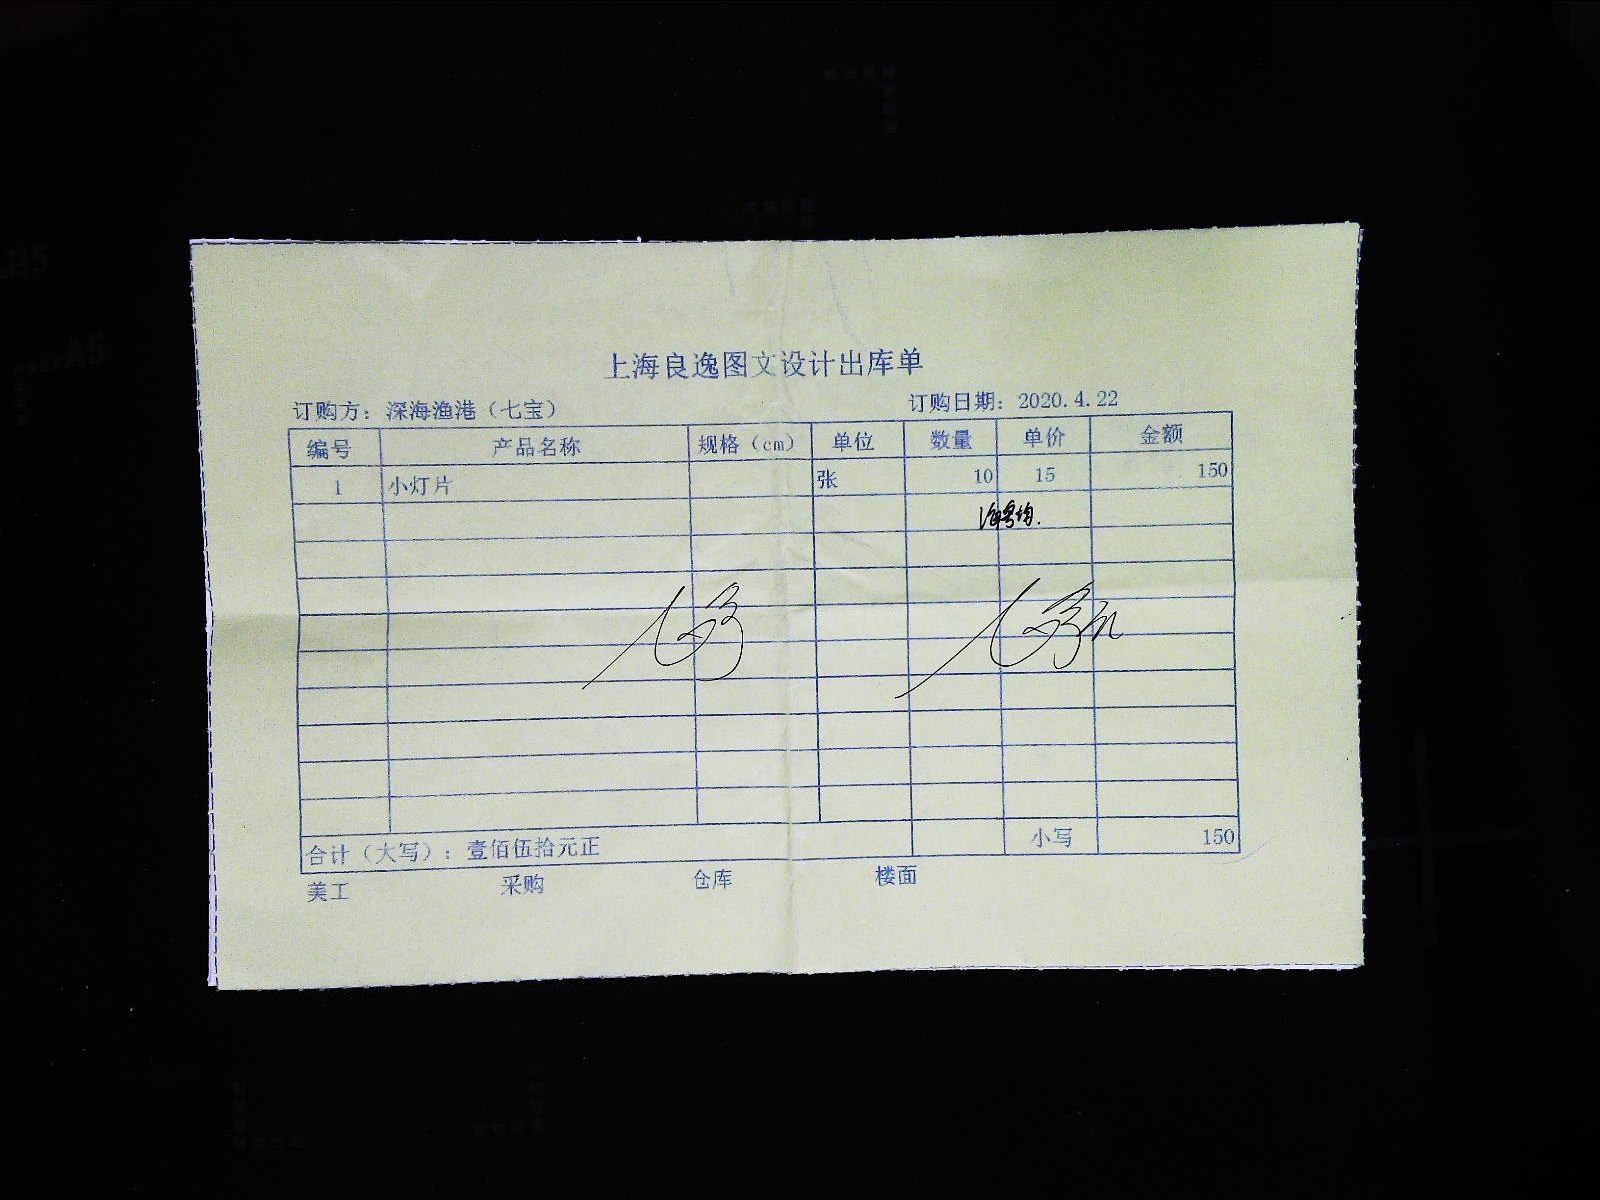 上海良逸图文设计出库单
订购方：深海渔港（七宝） 订购日期：2020.4.22
编号 产品名称 规格（cm） 单位 数量 单价 金额
1 小灯片 张 10 15 150
合计（大写）：壹佰伍拾元正 小写 150
美工 采购 仓库 楼面